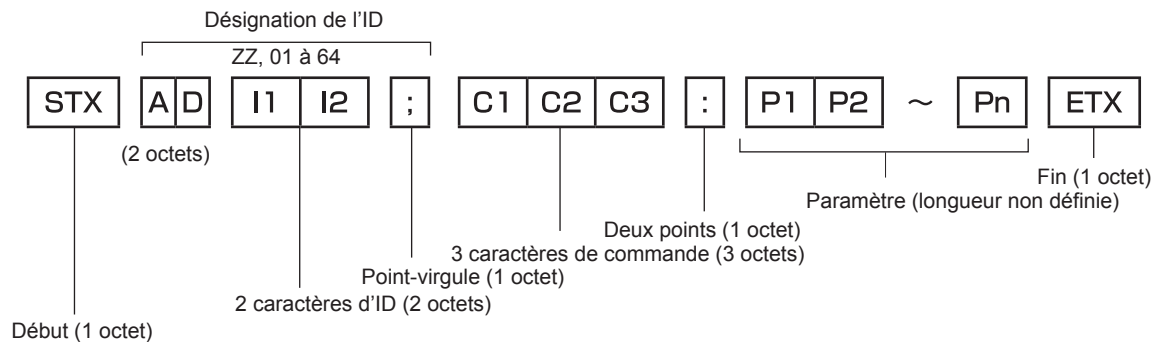 Désignation de l'ID
ZZ, 01 à 64
STX A D I1 I2 ; C1 C2 C3 : P1 P2 ～ Pn ETX
(2 octets)
Fin (1 octet)
Paramètre (longueur non définie)
Deux points (1 octet)
3 caractères de commande (3 octets)
Point-virgule (1 octet)
2 caractères d'ID (2 octets)
Début (1 octet)